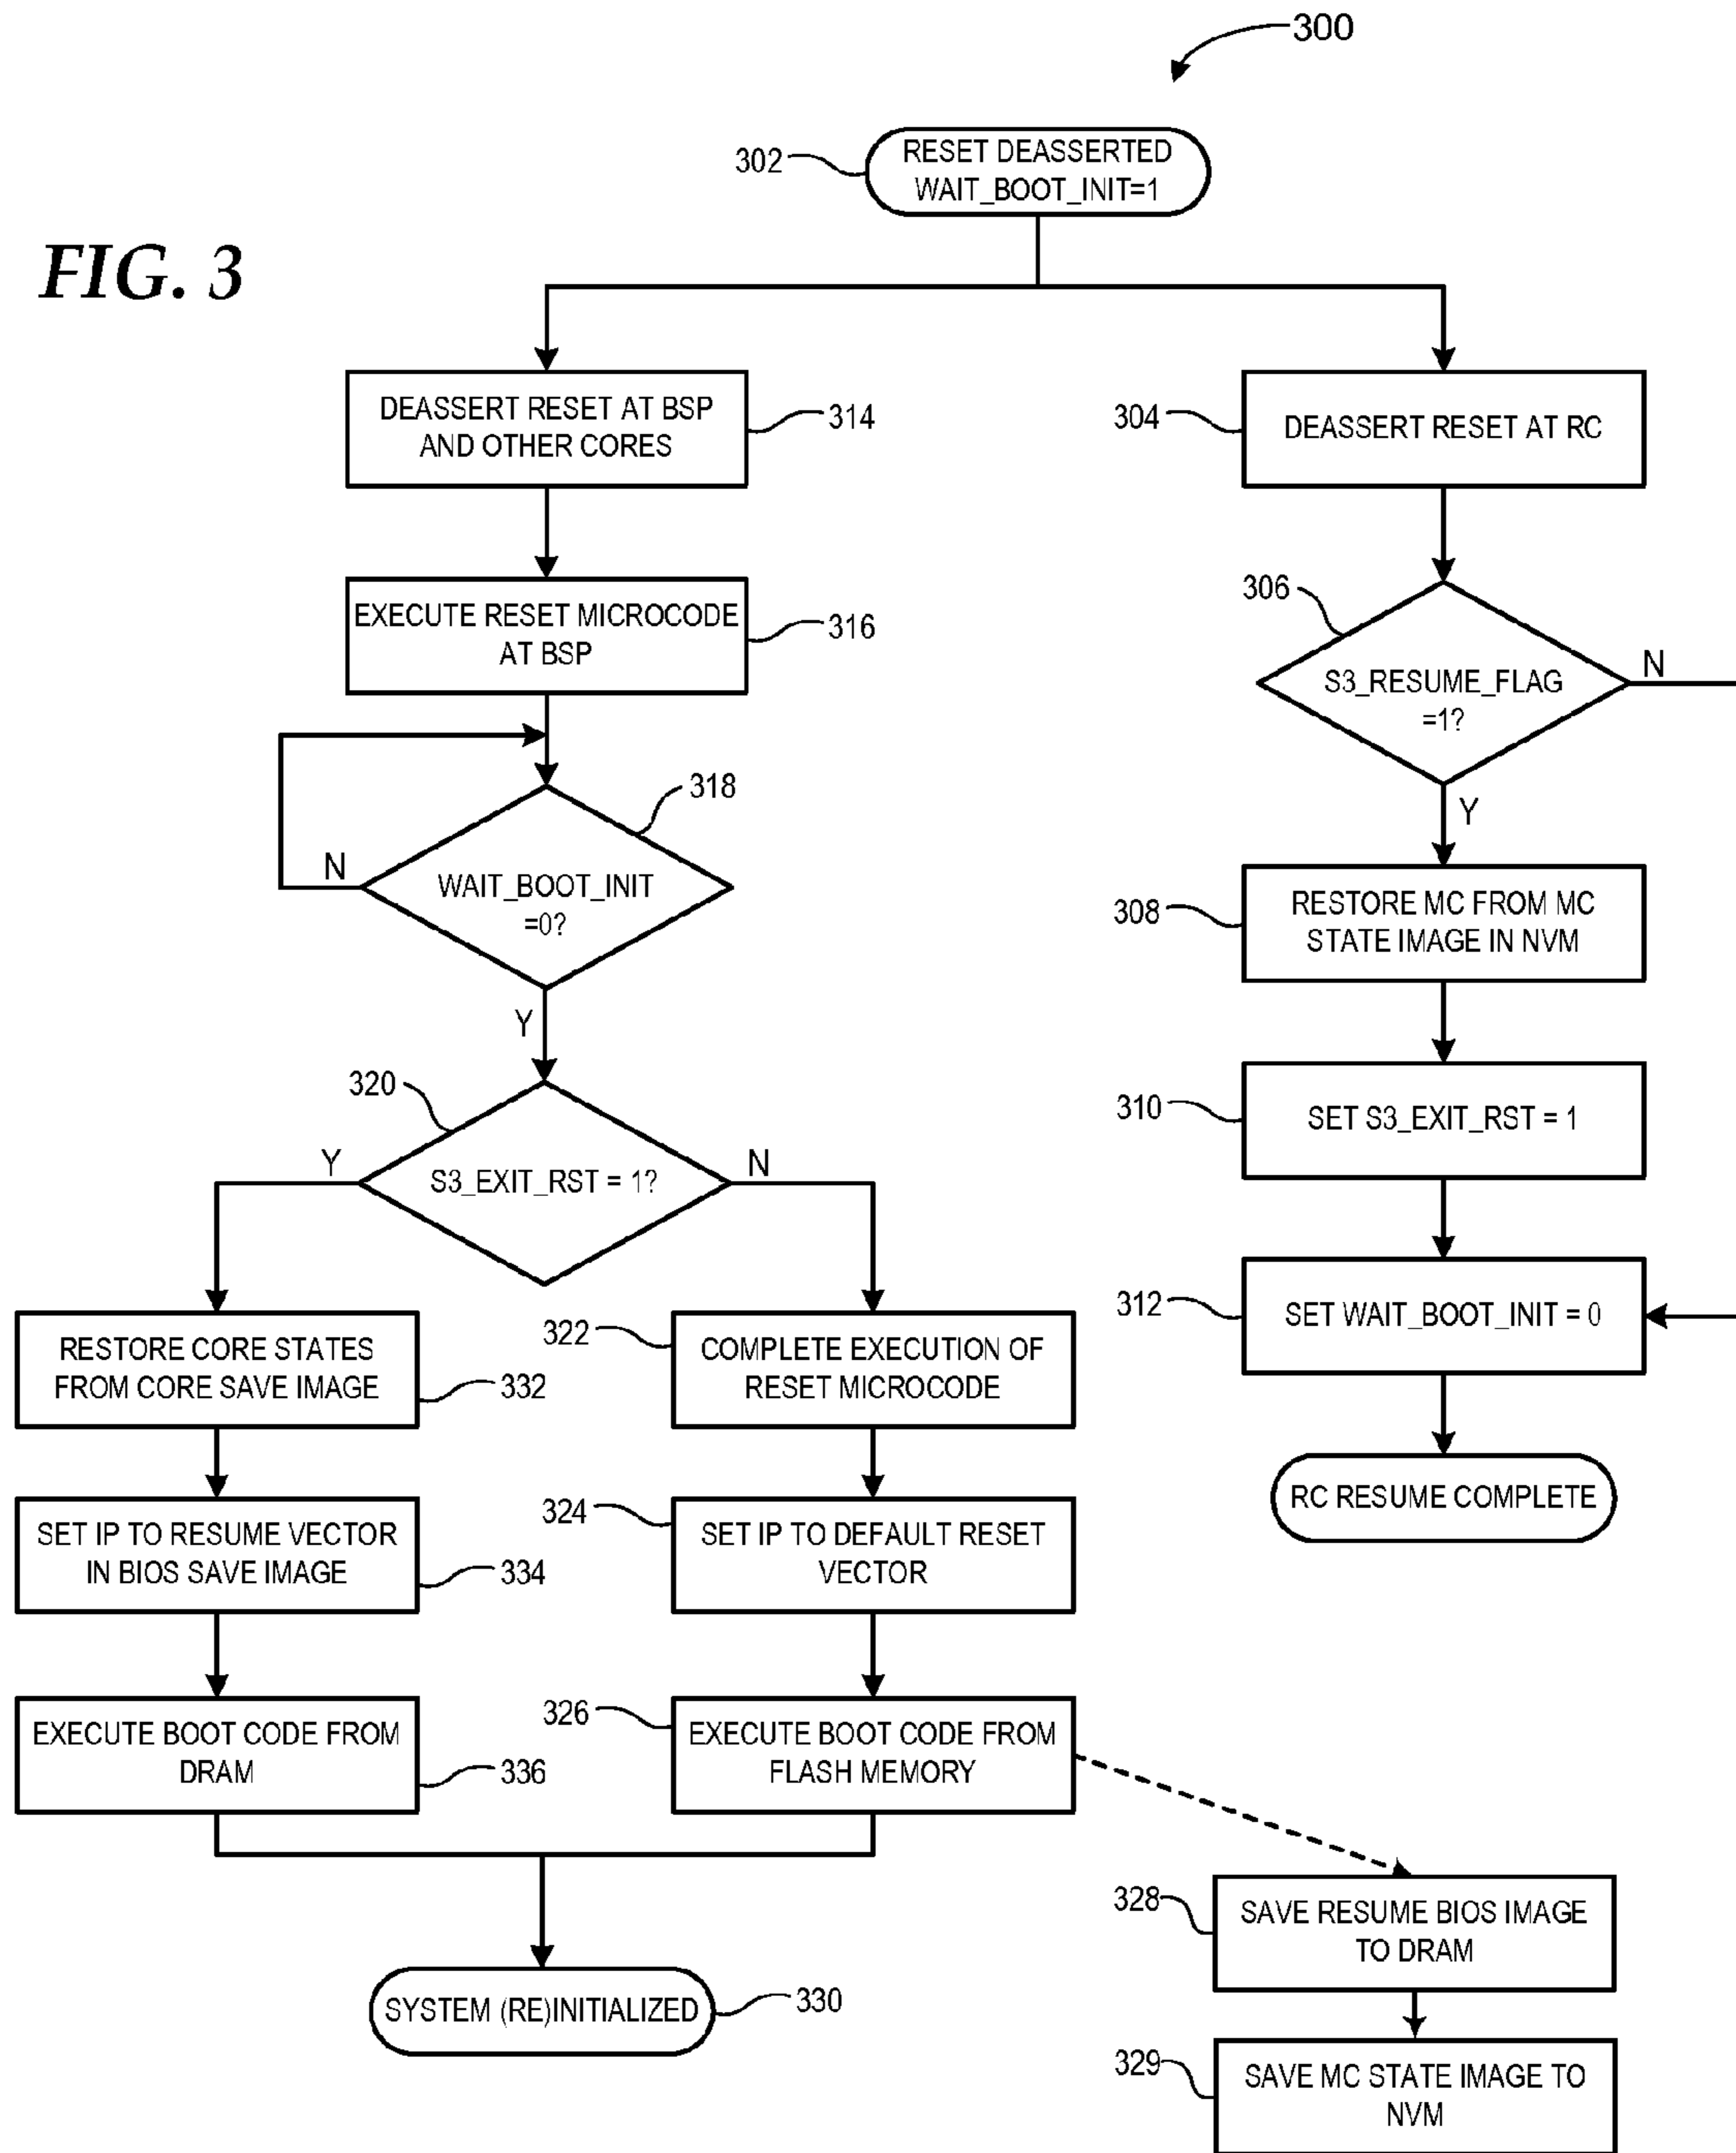 300
302
RESET DEASSERTED
WAIT_BOOT_INIT=1
FIG. 3
DEASSERT RESET AT BSP
AND OTHER CORES
314
304
DEASSERT RESET AT RC
EXECUTE RESET MICROCODE
AT BSP
316
306
S3_RESUME_FLAG
=1?
N
Y
318
WAIT_BOOT_INIT
=0?
N
Y
308
RESTORE MC FROM MC
STATE IMAGE IN NVM
320
S3_EXIT_RST = 1?
Y
N
310
SET S3_EXIT_RST = 1
312
SET WAIT_BOOT_INIT = 0
RESTORE CORE STATES
FROM CORE SAVE IMAGE
332
322
COMPLETE EXECUTION OF
RESET MICROCODE
RC RESUME COMPLETE
SET IP TO RESUME VECTOR
IN BIOS SAVE IMAGE
334
324
SET IP TO DEFAULT RESET
VECTOR
EXECUTE BOOT CODE FROM
DRAM
336
326
EXECUTE BOOT CODE FROM
FLASH MEMORY
328
SAVE RESUME BIOS IMAGE
TO DRAM
SYSTEM (RE)INITIALIZED
330
329
SAVE MC STATE IMAGE TO
NVM